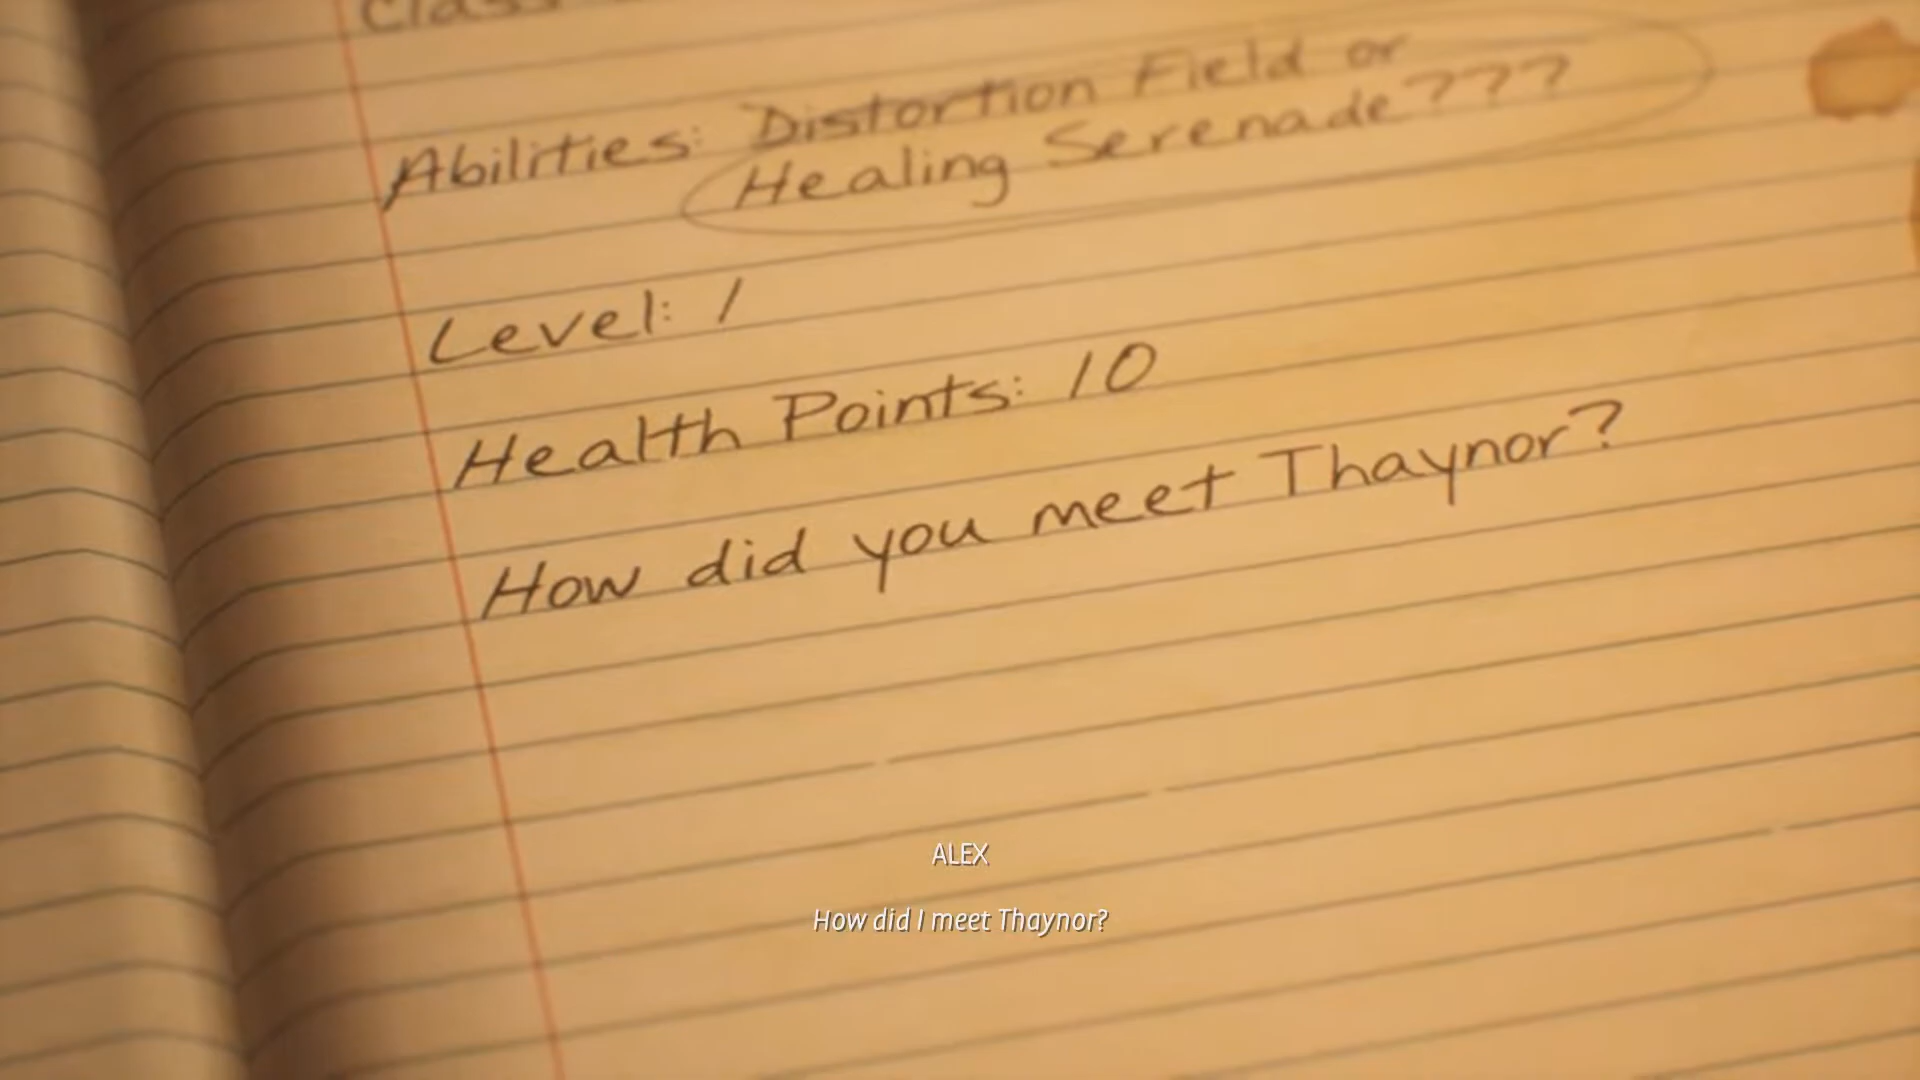 Class
Abilities: Distortion Field or
Healing Serenade???
Level: 1
Health Points: 10
How did you meet Thaynor?
ALEX
How did I meet Thaynor?